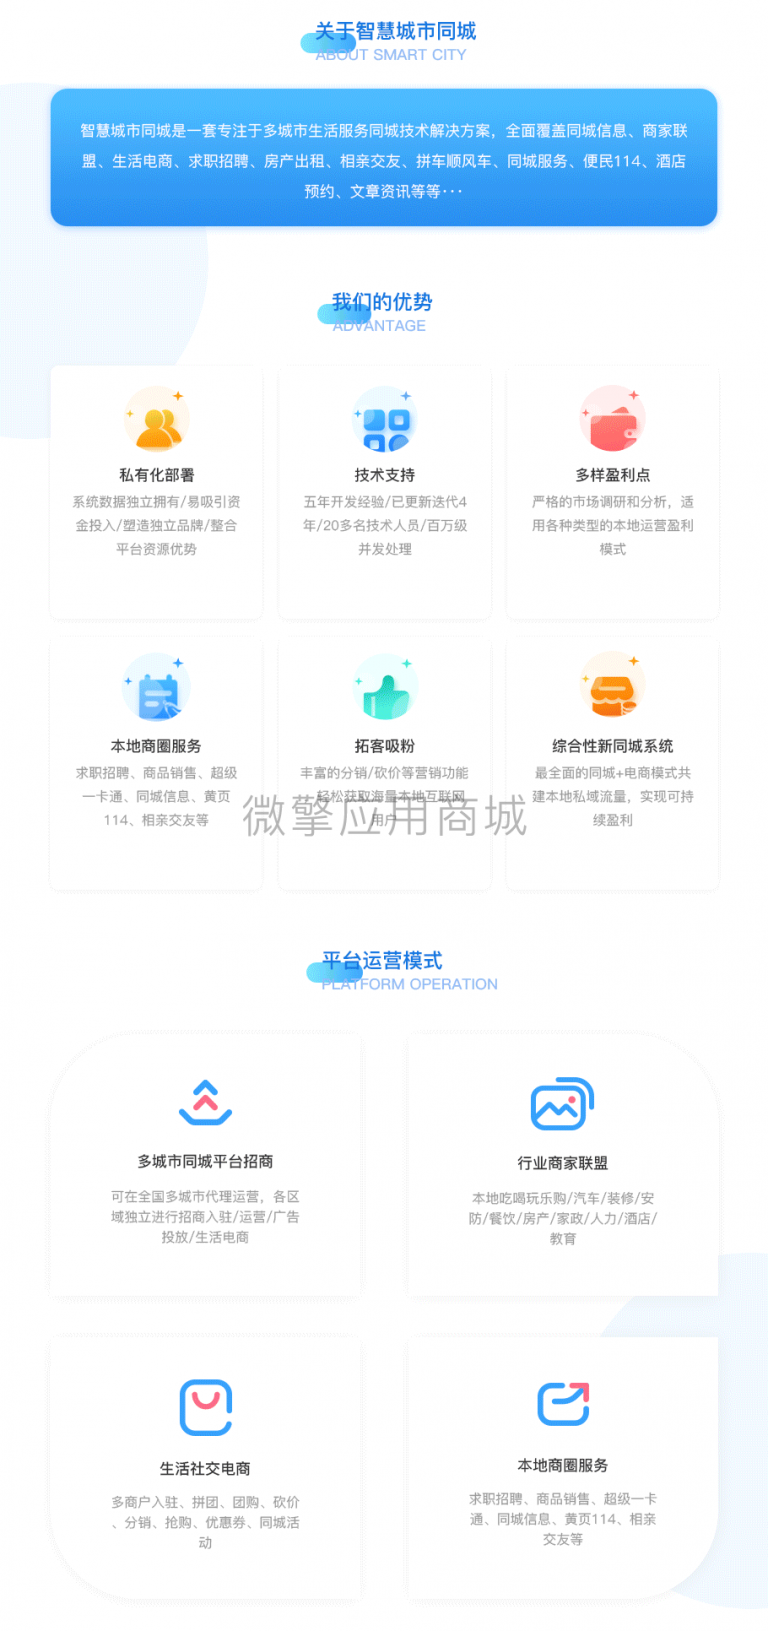 关于智慧城市同城
ABOUT SMART CITY
智慧城市同城是一套专注于多城市生活服务同城技术解决方案，全面覆盖同城信息、商家联
盟、生活电商、求职招聘、房产出租、相亲交友、拼车顺风车、同城服务、便民114、酒店
预约、文章资讯等等···
我们的优势
ADVANTAGE
私有化部署
系统数据独立拥有/易吸引资
金投入/塑造独立品牌/整合
平台资源优势
技术支持
五年开发经验/已更新迭代4
年/20多名技术人员/百万级
并发处理
多样盈利点
严格的市场调研和分析，适
用各种类型的本地运营盈利
模式
本地商圈服务
求职招聘、商品销售、超级
一卡通、同城信息、黄页
114、相亲交友等
拓客吸粉
丰富的分销/砍价等营销功能
，轻松获取海量本地互联网
用户
综合性新同城系统
最全面的同城+电商模式共
建本地私域流量，实现可持
续盈利
微擎应用商城
平台运营模式
PLATFORM OPERATION
多城市同城平台招商
可在全国多城市代理运营，各区
域独立进行招商入驻/运营/广告
投放/生活电商
行业商家联盟
本地吃喝玩乐购/汽车/装修/安
防/餐饮/房产/家政/人力/酒店/
教育
生活社交电商
多商户入驻、拼团、团购、砍价
、分销、抢购、优惠券、同城活
动
本地商圈服务
求职招聘、商品销售、超级一卡
通、同城信息、黄页114、相亲
交友等